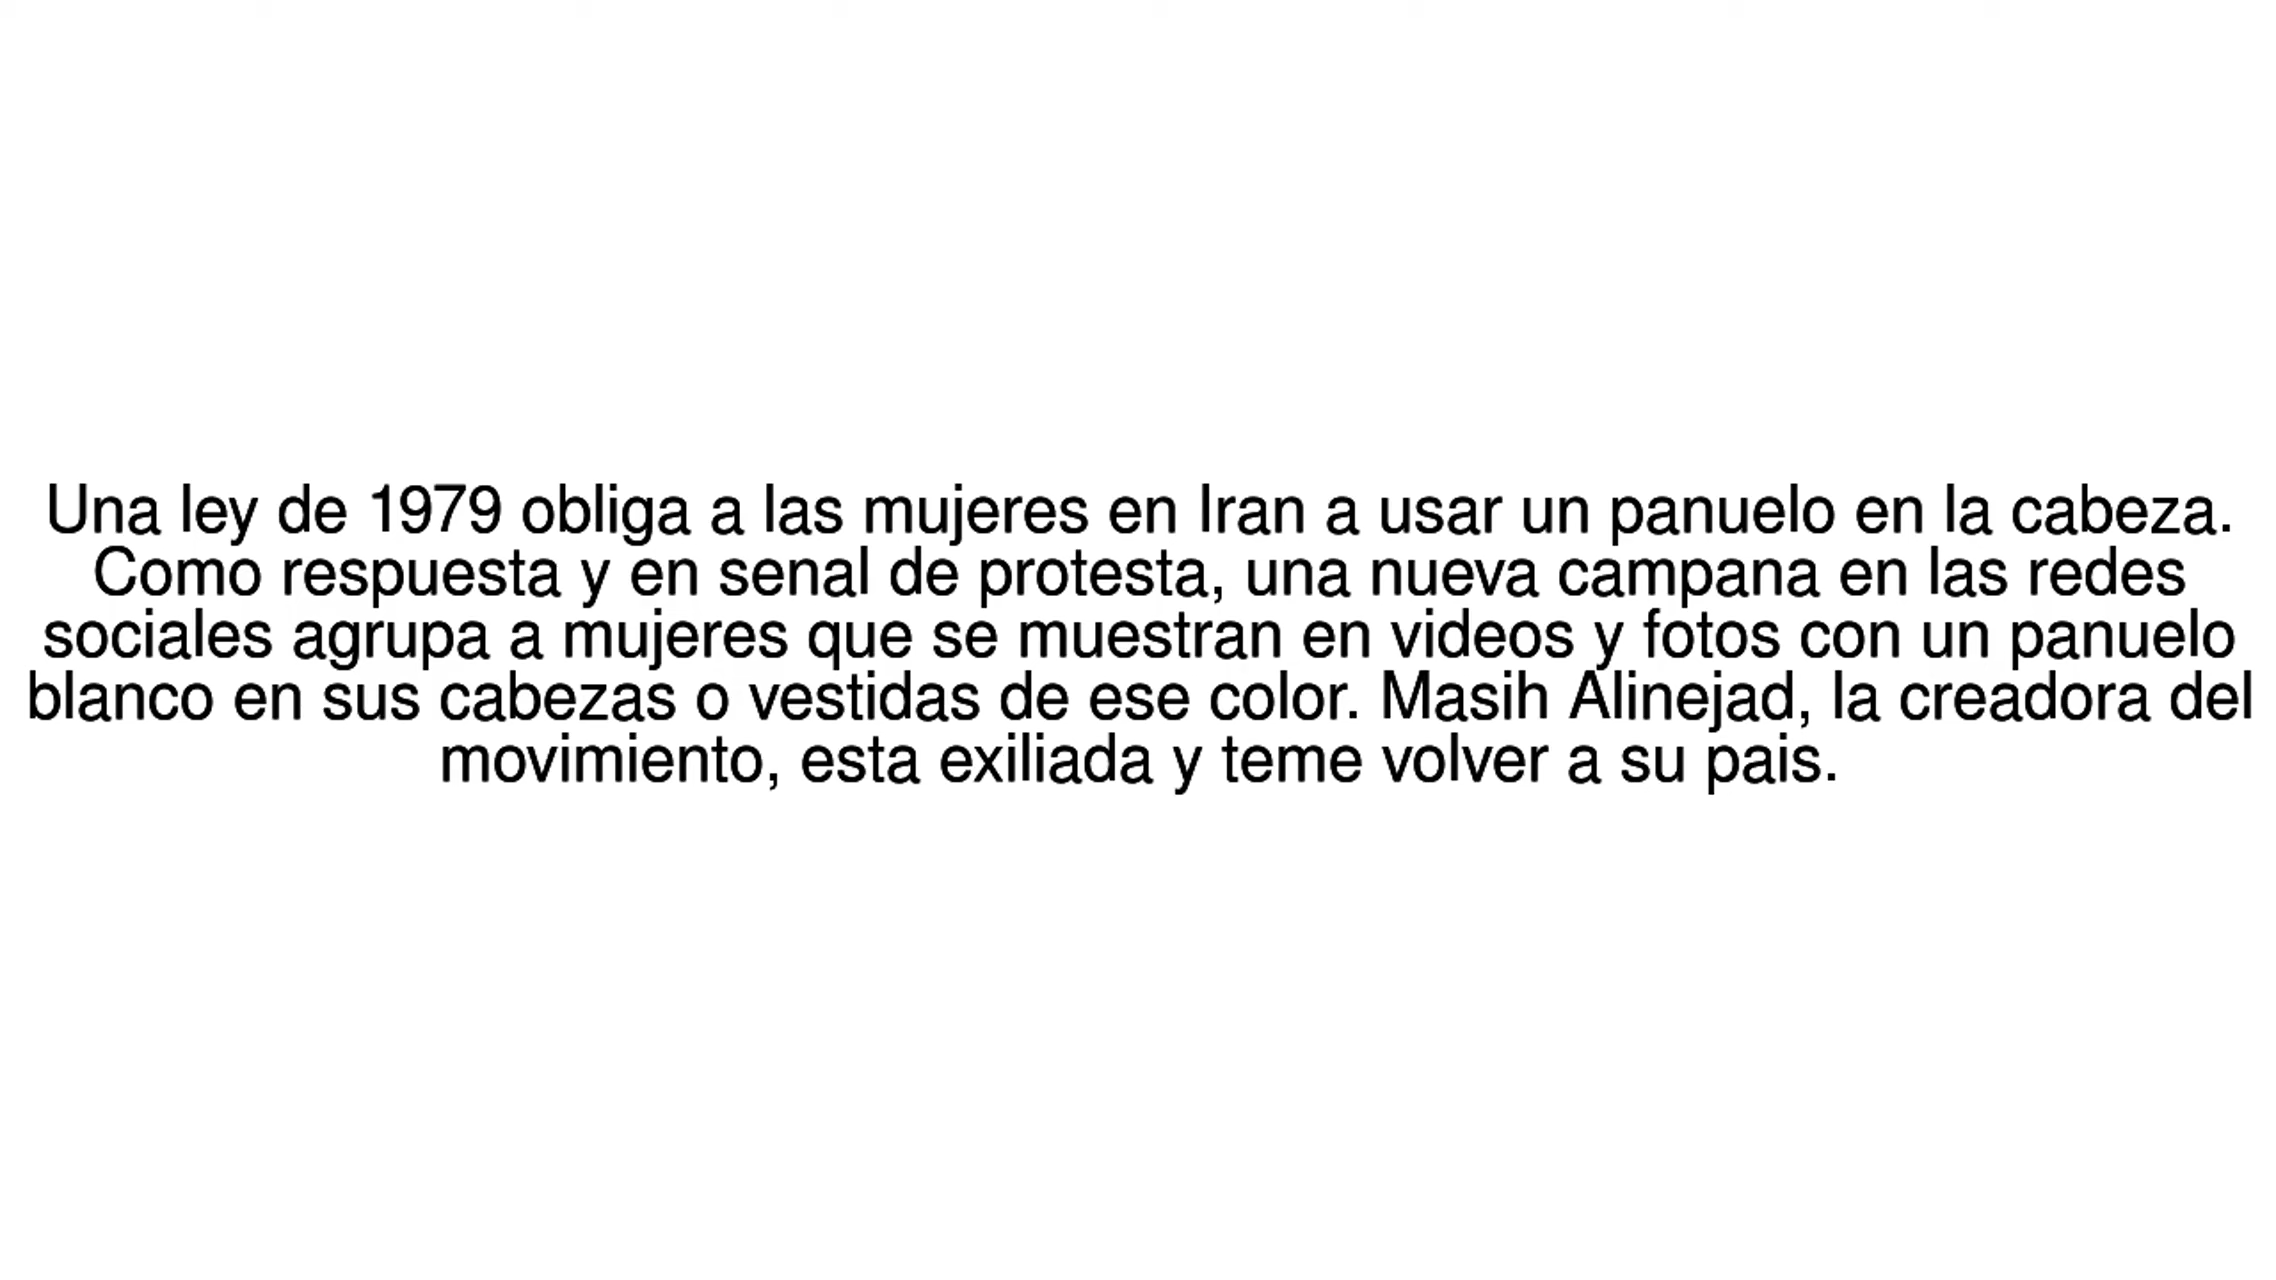 Una ley de 1979 obliga a las mujeres en Iran a usar un panuelo en la cabeza.
Como respuesta y en senal de protesta, una nueva campana en las redes
sociales agrupa a mujeres que se muestran en videos y fotos con un panuelo
blanco en sus cabezas o vestidas de ese color. Masih Alinejad, la creadora del
movimiento, esta exiliada y teme volver a su pais.